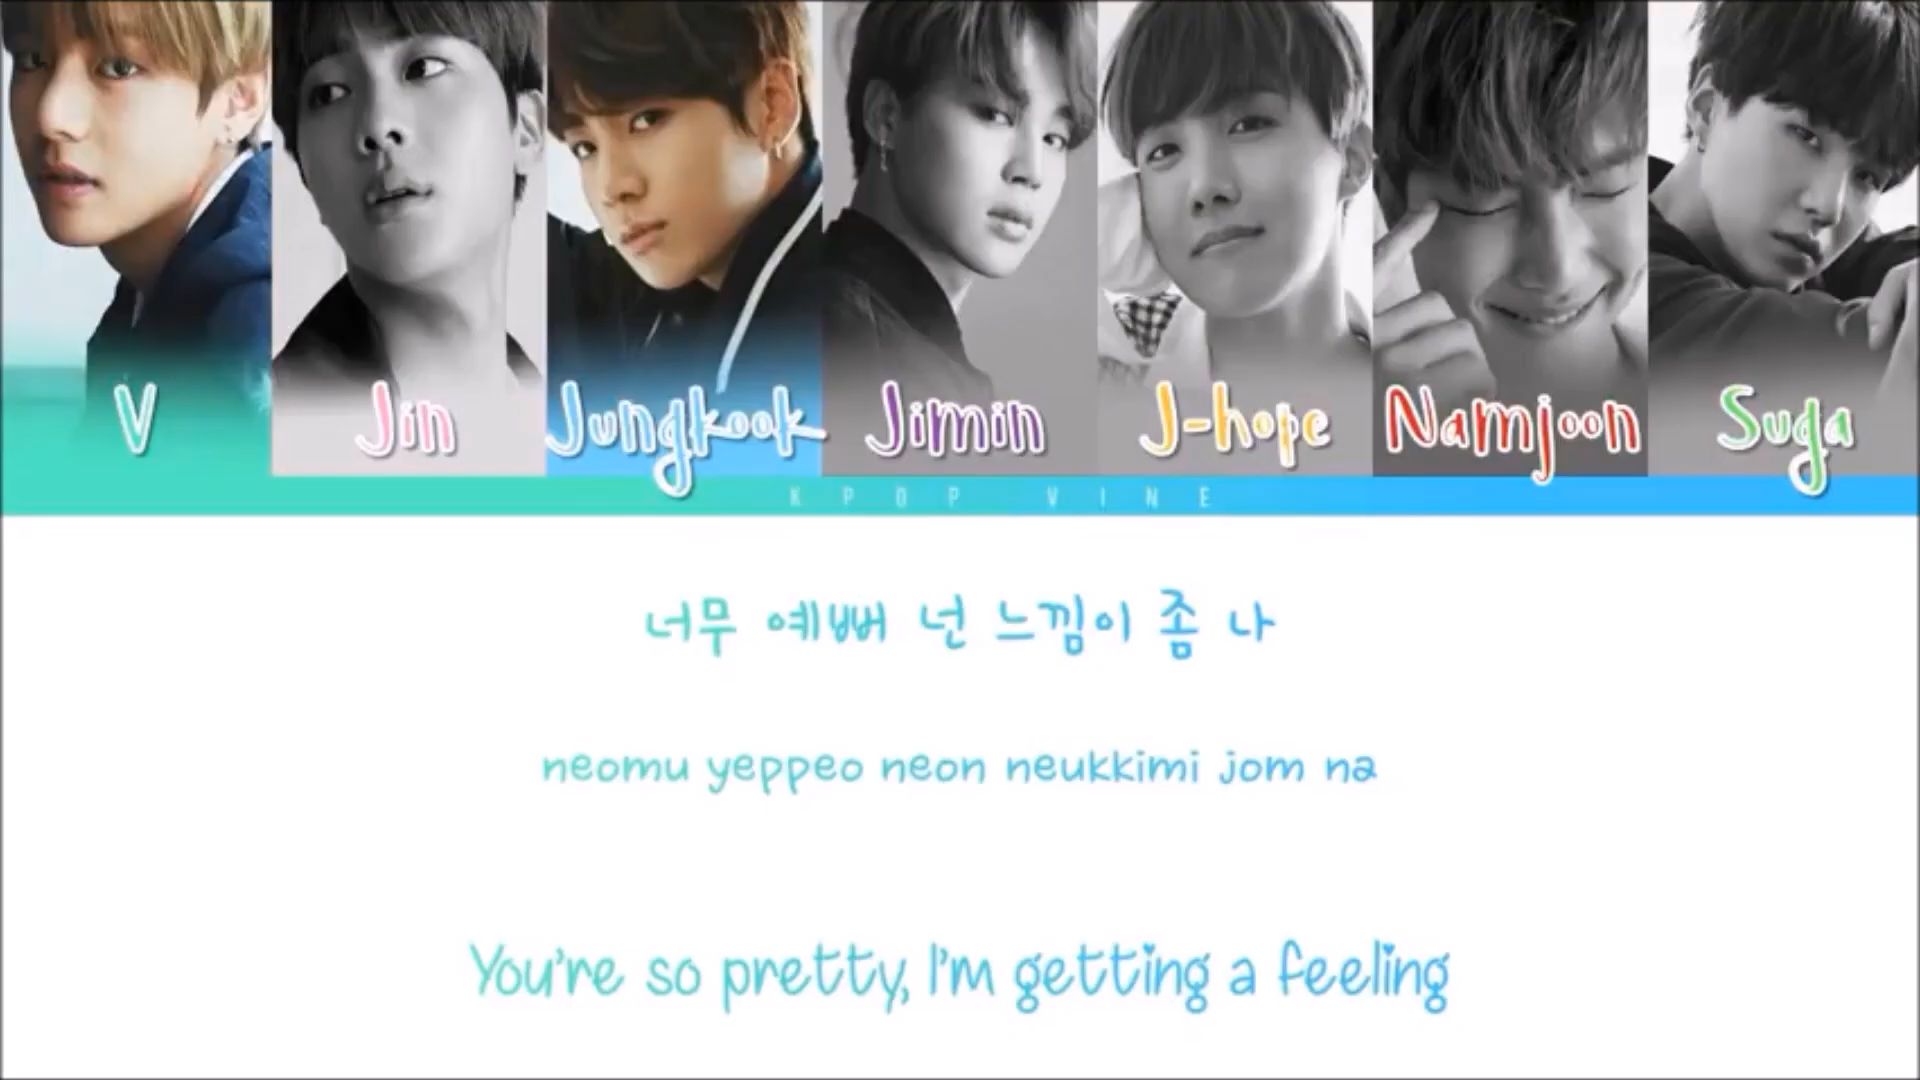 V Jin Jungkook Jimin J-hope Namjoon Suga
KPOP VINE
너무 예뻐 넌 느낌이 좀 나
neomu yeppeo neon neukkimi jom na
You're so pretty, I'm getting a feeling